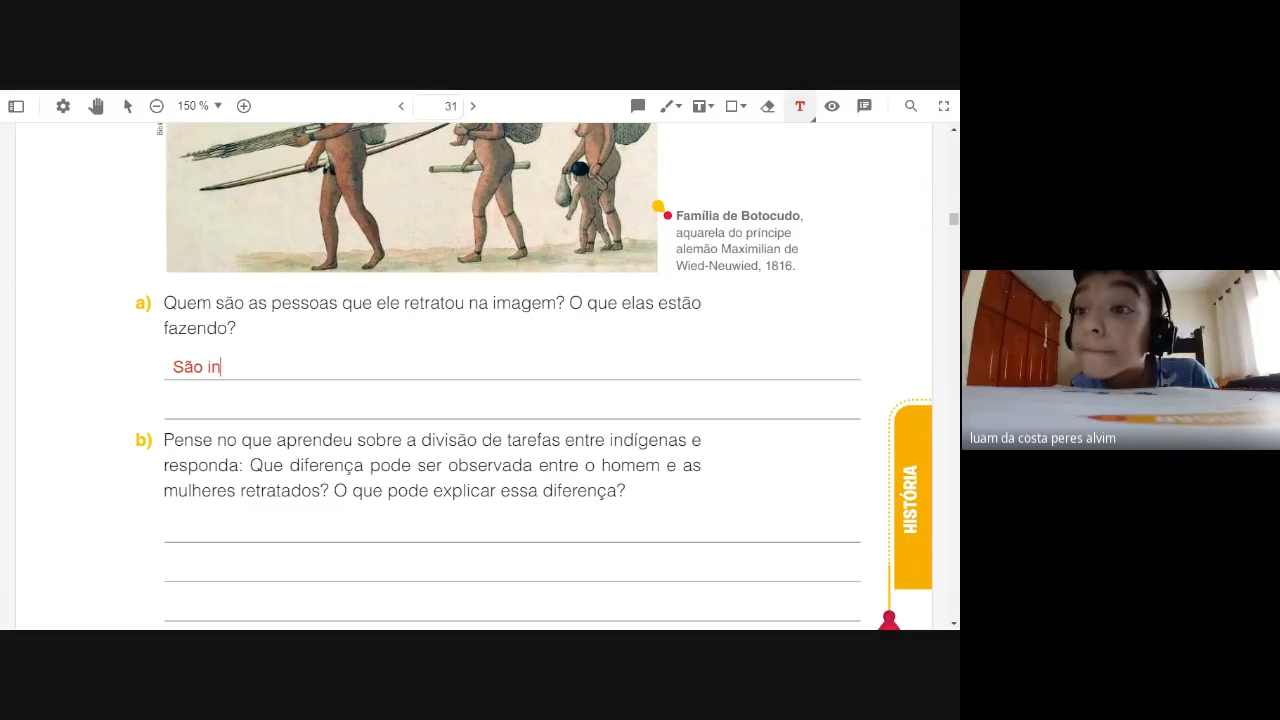 150 %
31
T
T
Família de Botocudo,
aquarela do príncipe
alemão Maximilian de
Wied-Neuwied, 1816.
a) Quem são as pessoas que ele retratou na imagem? O que elas estão
fazendo?
São in
b) Pense no que aprendeu sobre a divisão de tarefas entre indígenas e
responda: Que diferença pode ser observada entre o homem e as
mulheres retratados? O que pode explicar essa diferença?
HISTÓRIA
luam da costa peres alvim